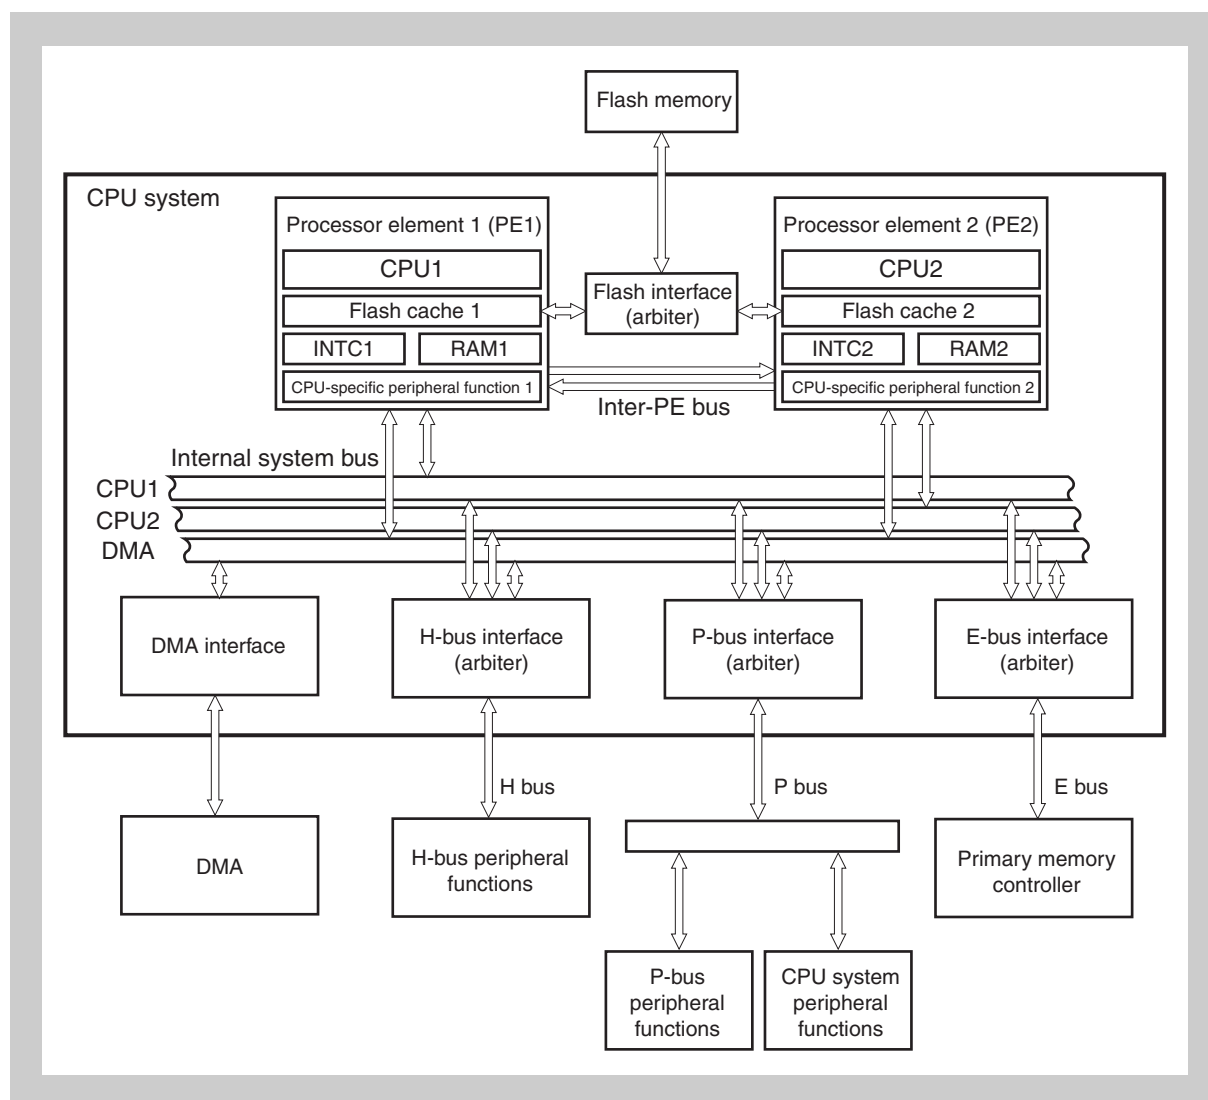 Flash memory
CPU system
Processor element 1 (PE1)
CPU1
Flash cache 1
INTC1
RAM1
CPU-specific peripheral function 1
Flash interface
(arbiter)
Processor element 2 (PE2)
CPU2
Flash cache 2
INTC2
RAM2
CPU-specific peripheral function 2
Inter-PE bus
Internal system bus
CPU1
CPU2
DMA
DMA interface
H-bus interface
(arbiter)
P-bus interface
(arbiter)
E-bus interface
(arbiter)
H bus
P bus
E bus
DMA
H-bus peripheral
functions
Primary memory
controller
P-bus
peripheral
functions
CPU system
peripheral
functions